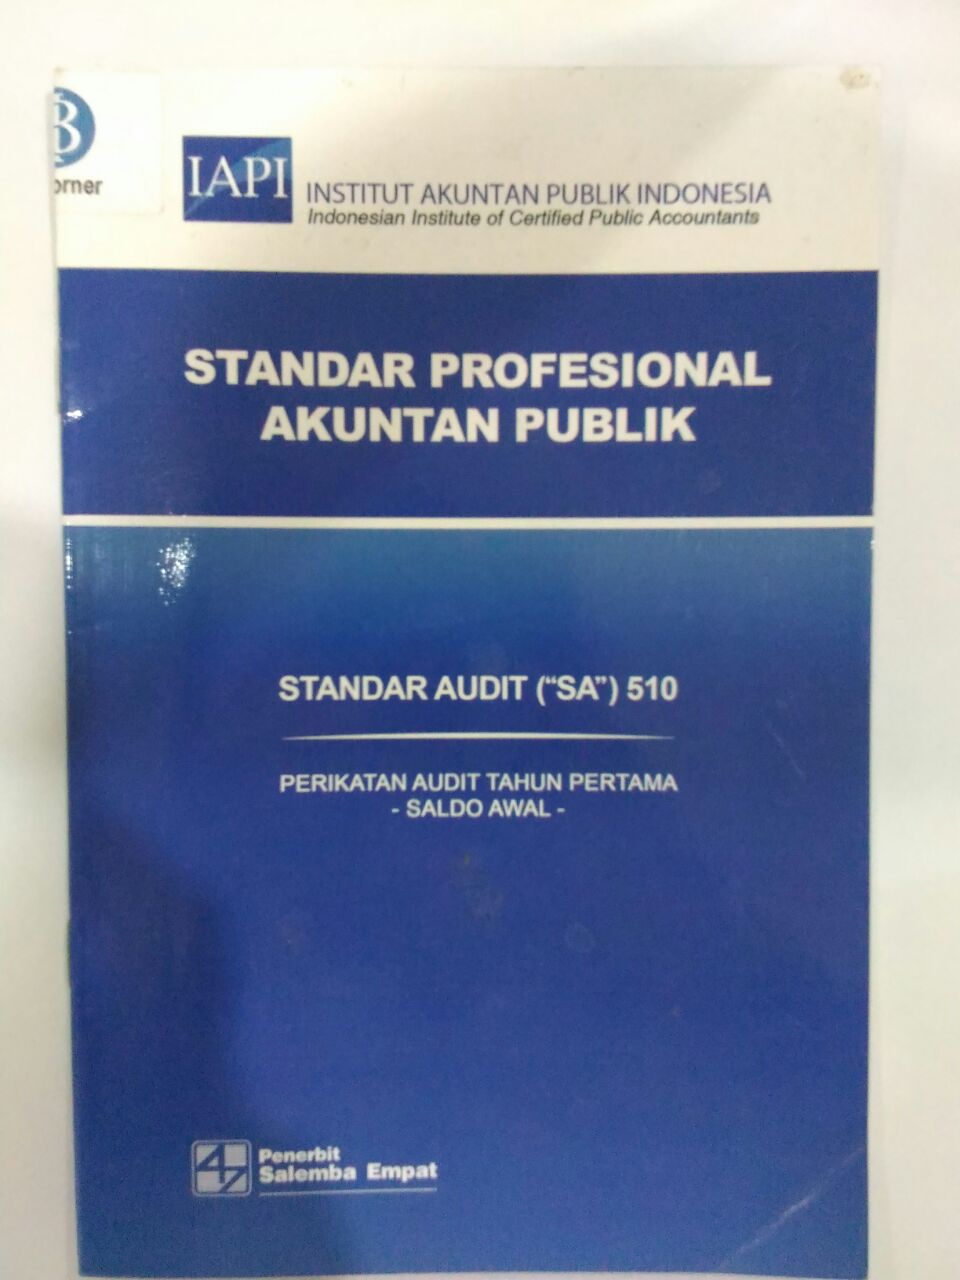 B
orner
IAPI
INSTITUT AKUNTAN PUBLIK INDONESIA
Indonesian Institute of Certified Public Accountants
STANDAR PROFESIONAL
AKUNTAN PUBLIK
STANDAR AUDIT (“SA”) 510
PERIKATAN AUDIT TAHUN PERTAMA
- SALDO AWAL -
Penerbit
Salemba Empat